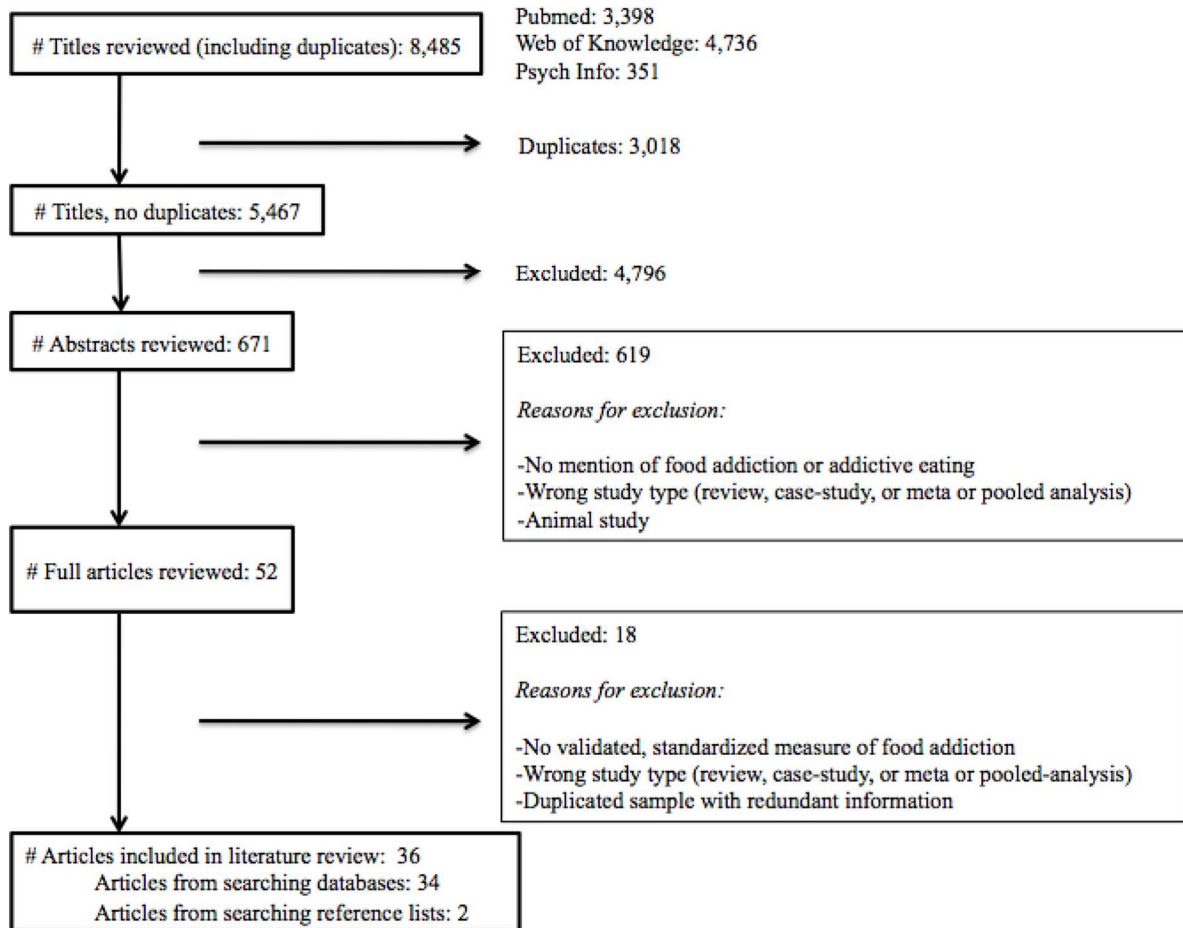 # Titles reviewed (including duplicates): 8,485
Pubmed: 3,398
Web of Knowledge: 4,736
Psych Info: 351
Duplicates: 3,018
# Titles, no duplicates: 5,467
Excluded: 4,796
# Abstracts reviewed: 671
Excluded: 619
Reasons for exclusion:
-No mention of food addiction or addictive eating
-Wrong study type (review, case-study, or meta or pooled analysis)
-Animal study
# Full articles reviewed: 52
Excluded: 18
Reasons for exclusion:
-No validated, standardized measure of food addiction
-Wrong study type (review, case-study, or meta or pooled-analysis)
-Duplicated sample with redundant information
# Articles included in literature review: 36
Articles from searching databases: 34
Articles from searching reference lists: 2